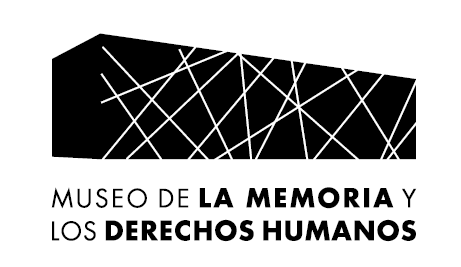 MUSEO DE LA MEMORIA Y
LOS DERECHOS HUMANOS